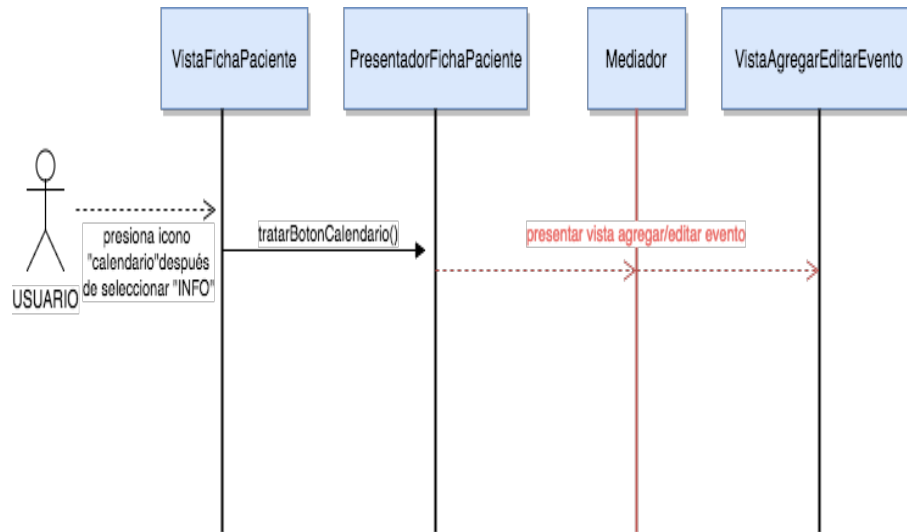 VistaFichaPaciente
PresentadorFichaPaciente
Mediador
VistaAgregarEditarEvento
USUARIO
presiona icono
"calendario"después
de seleccionar "INFO"
tratarBotonCalendario()
presentar vista agregar/editar evento